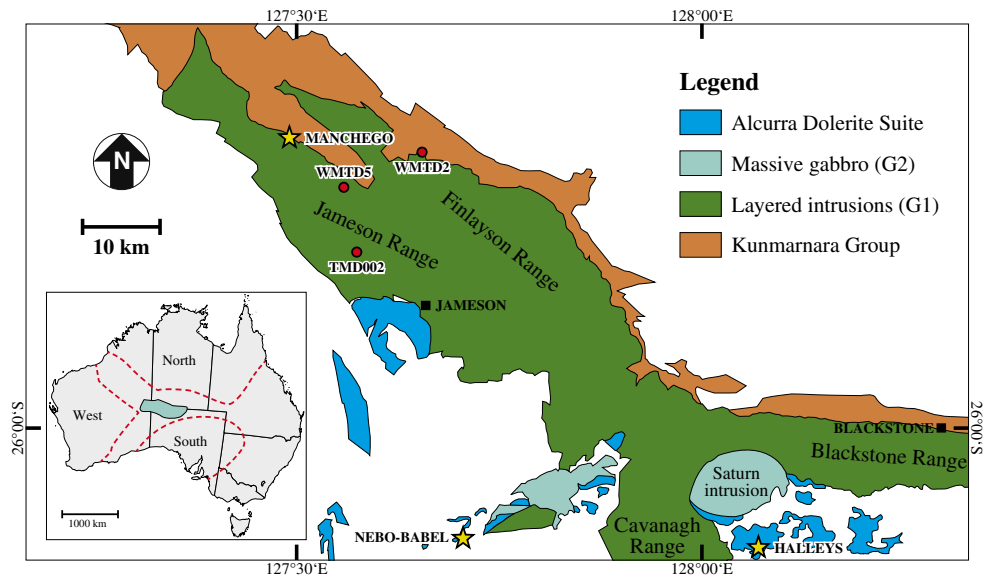 127°30‘E
128°00‘E
Legend
Alcurra Dolerite Suite
Massive gabbro (G2)
Layered intrusions (G1)
Kunmarnara Group
N
10 km
MANCHEGO
WMTD5
WMTD2
Jameson Range
Finlayson Range
TMD002
JAMESON
26°00‘S
26°00‘S
BLACKSTONE
Blackstone Range
Saturn
intrusion
NEBO-BABEL
Cavanagh
Range
HALLEYS
North
West
South
1000 km
127°30‘E
128°00‘E